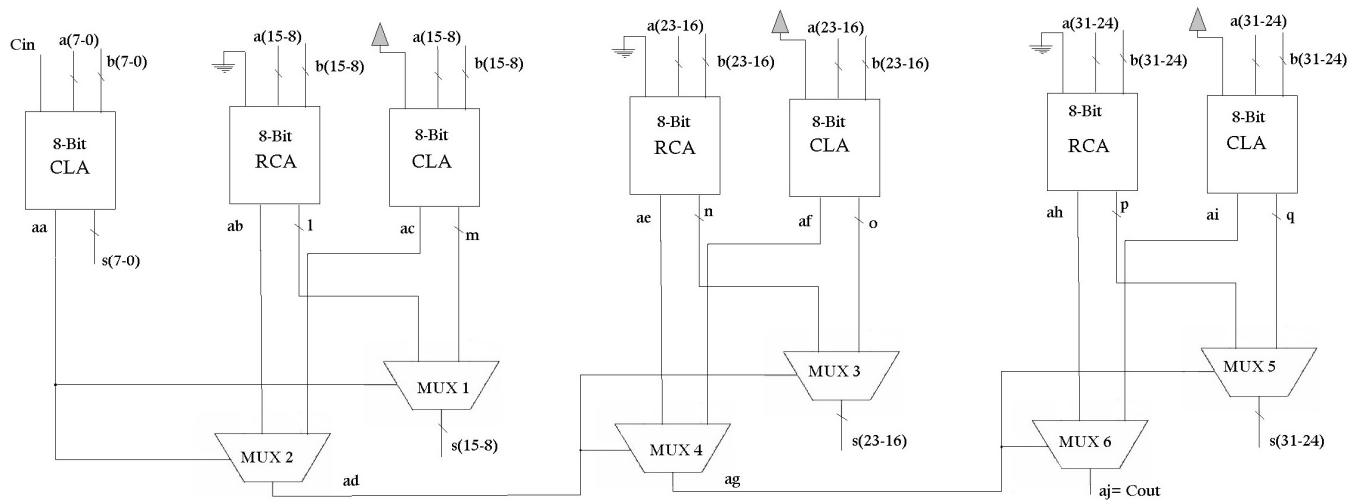 Cin
a(7-0)
b(7-0)
8-Bit
CLA
aa
s(7-0)
a(15-8)
b(15-8)
8-Bit
RCA
ab
l
a(15-8)
b(15-8)
8-Bit
CLA
ac
m
MUX 1
s(15-8)
MUX 2
ad
a(23-16)
b(23-16)
8-Bit
RCA
ae
n
a(23-16)
b(23-16)
8-Bit
CLA
af
o
MUX 3
s(23-16)
MUX 4
ag
a(31-24)
b(31-24)
8-Bit
RCA
ah
p
a(31-24)
b(31-24)
8-Bit
CLA
ai
q
MUX 5
s(31-24)
MUX 6
aj= Cout